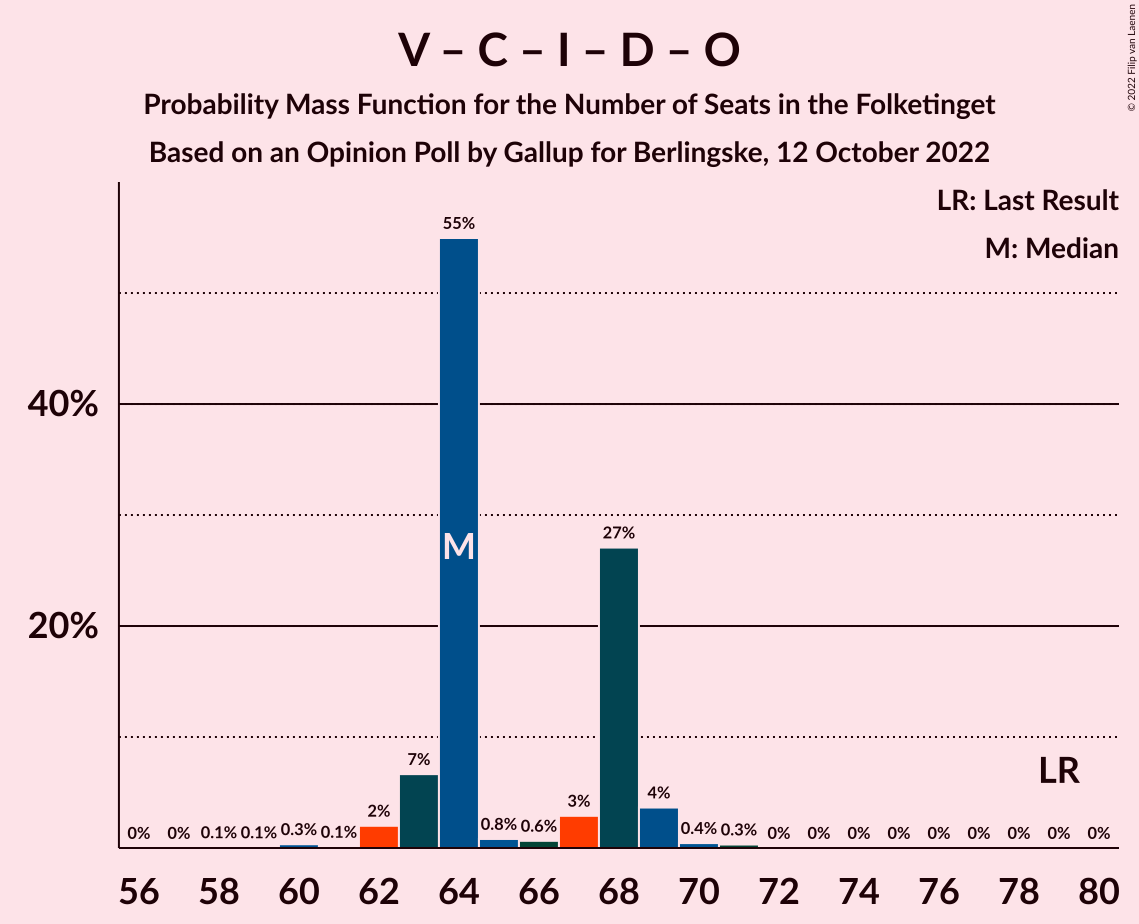 V – C – I – D – O
Probability Mass Function for the Number of Seats in the Folketinget
Based on an Opinion Poll by Gallup for Berlingske, 12 October 2022
© 2022 Filip van Laenen
LR: Last Result
M: Median
55%
40%
M
27%
20%
LR
7%
4%
3%
2%
0% 0% 0.1% 0.1% 0.3% 0.1% 0.8% 0.6% 0.4% 0.3% 0% 0% 0% 0% 0% 0% 0% 0% 0%
56 58 60 62 64 66 68 70 72 74 76 78 80